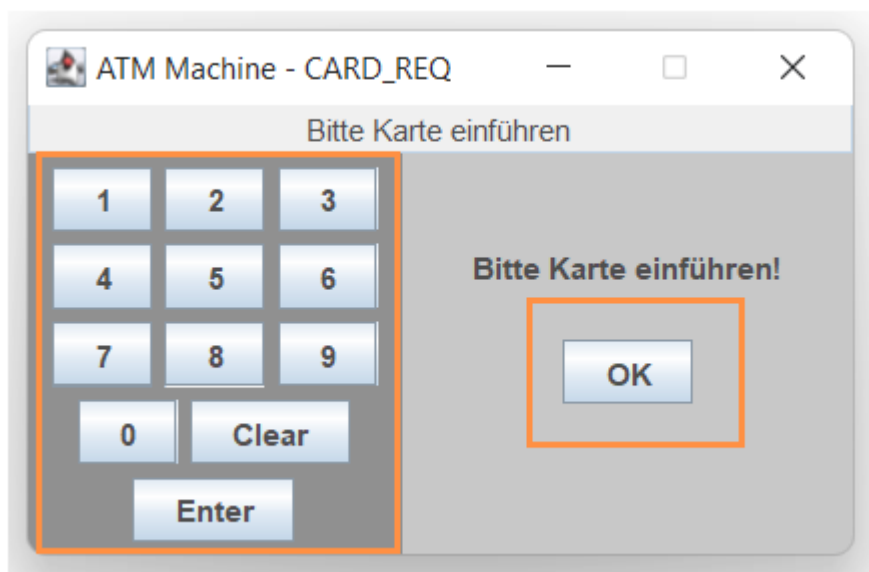 ATM Machine - CARD_REQ
Bitte Karte einführen
1 2 3
4 5 6
7 8 9
0 Clear
Enter
Bitte Karte einführen!
OK